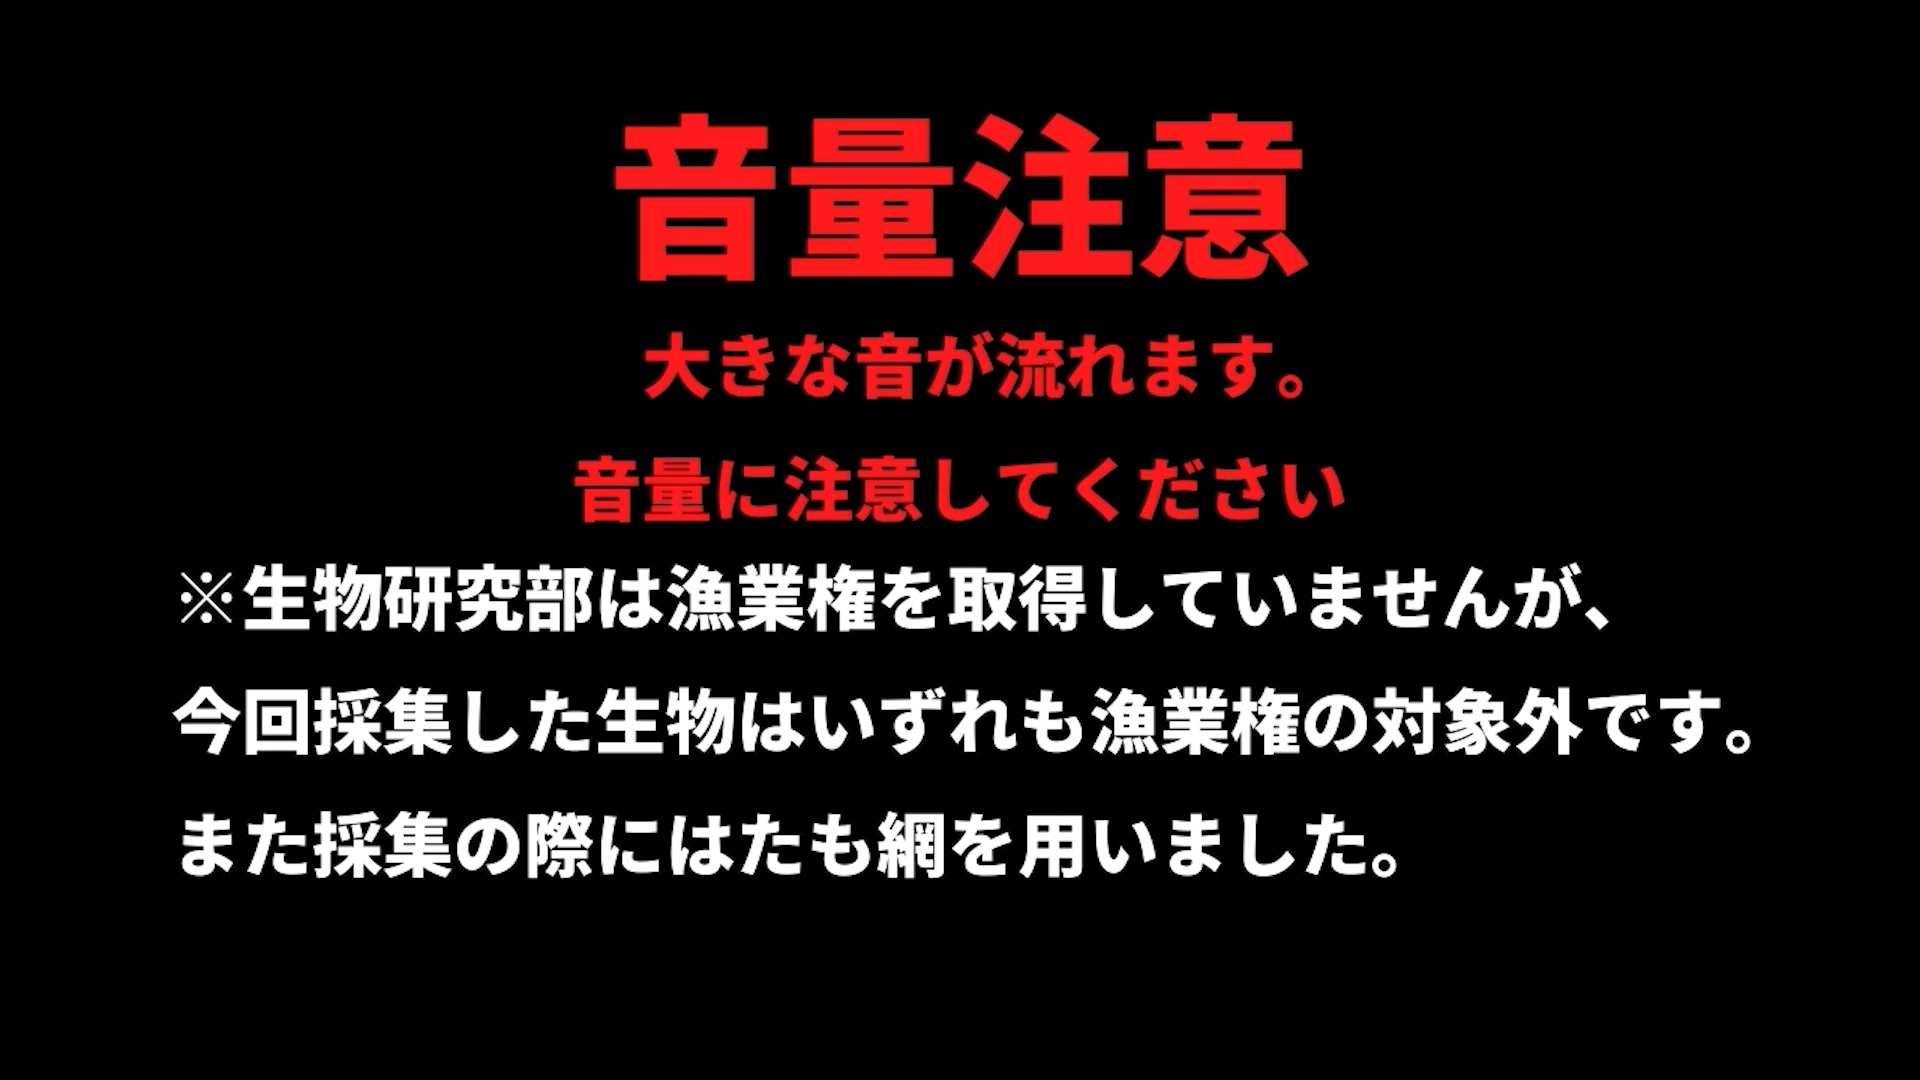 音量注意
大きな音が流れます。
音量に注意してください
※生物研究部は漁業権を取得していませんが、
今回採集した生物はいずれも漁業権の対象外です。
また採集の際にはたも網を用いました。